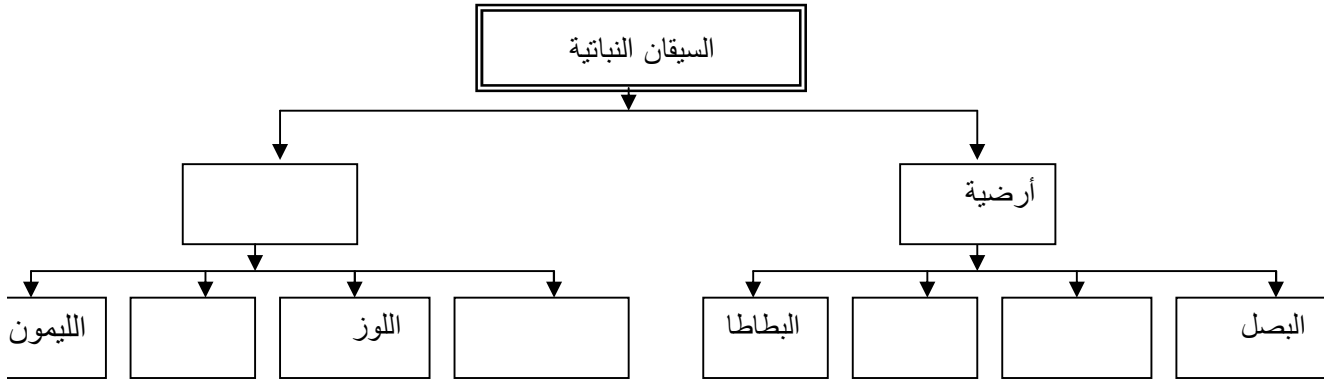 السيقان النباتية
أرضية
البصل
البطاطا
اللوز
الليمون